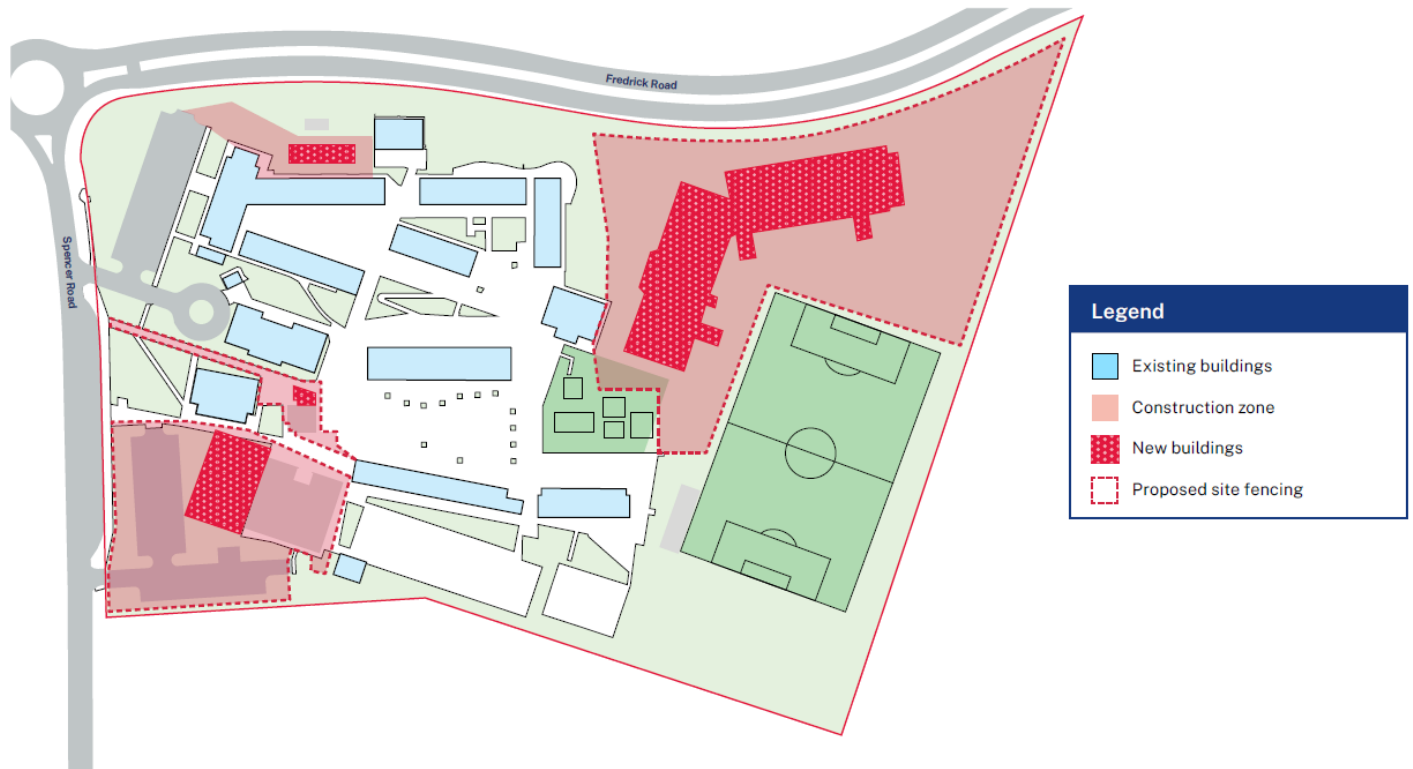 Fredrick Road
Spencer Road
Legend
Existing buildings
Construction zone
New buildings
Proposed site fencing